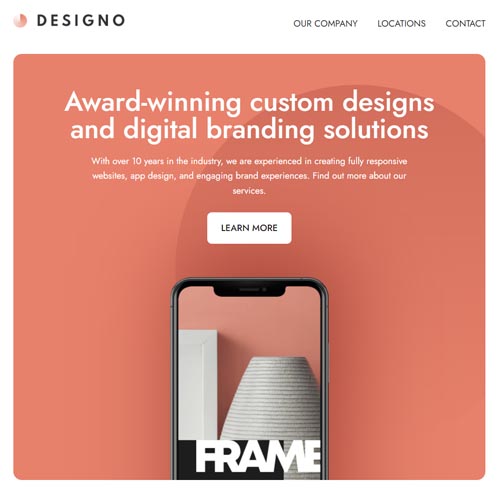 DESIGNO
OUR COMPANY LOCATIONS CONTACT
Award-winning custom designs
and digital branding solutions
With over 10 years in the industry, we are experienced in creating fully responsive
websites, app design, and engaging brand experiences. Find out more about our
services.
LEARN MORE
FRAME